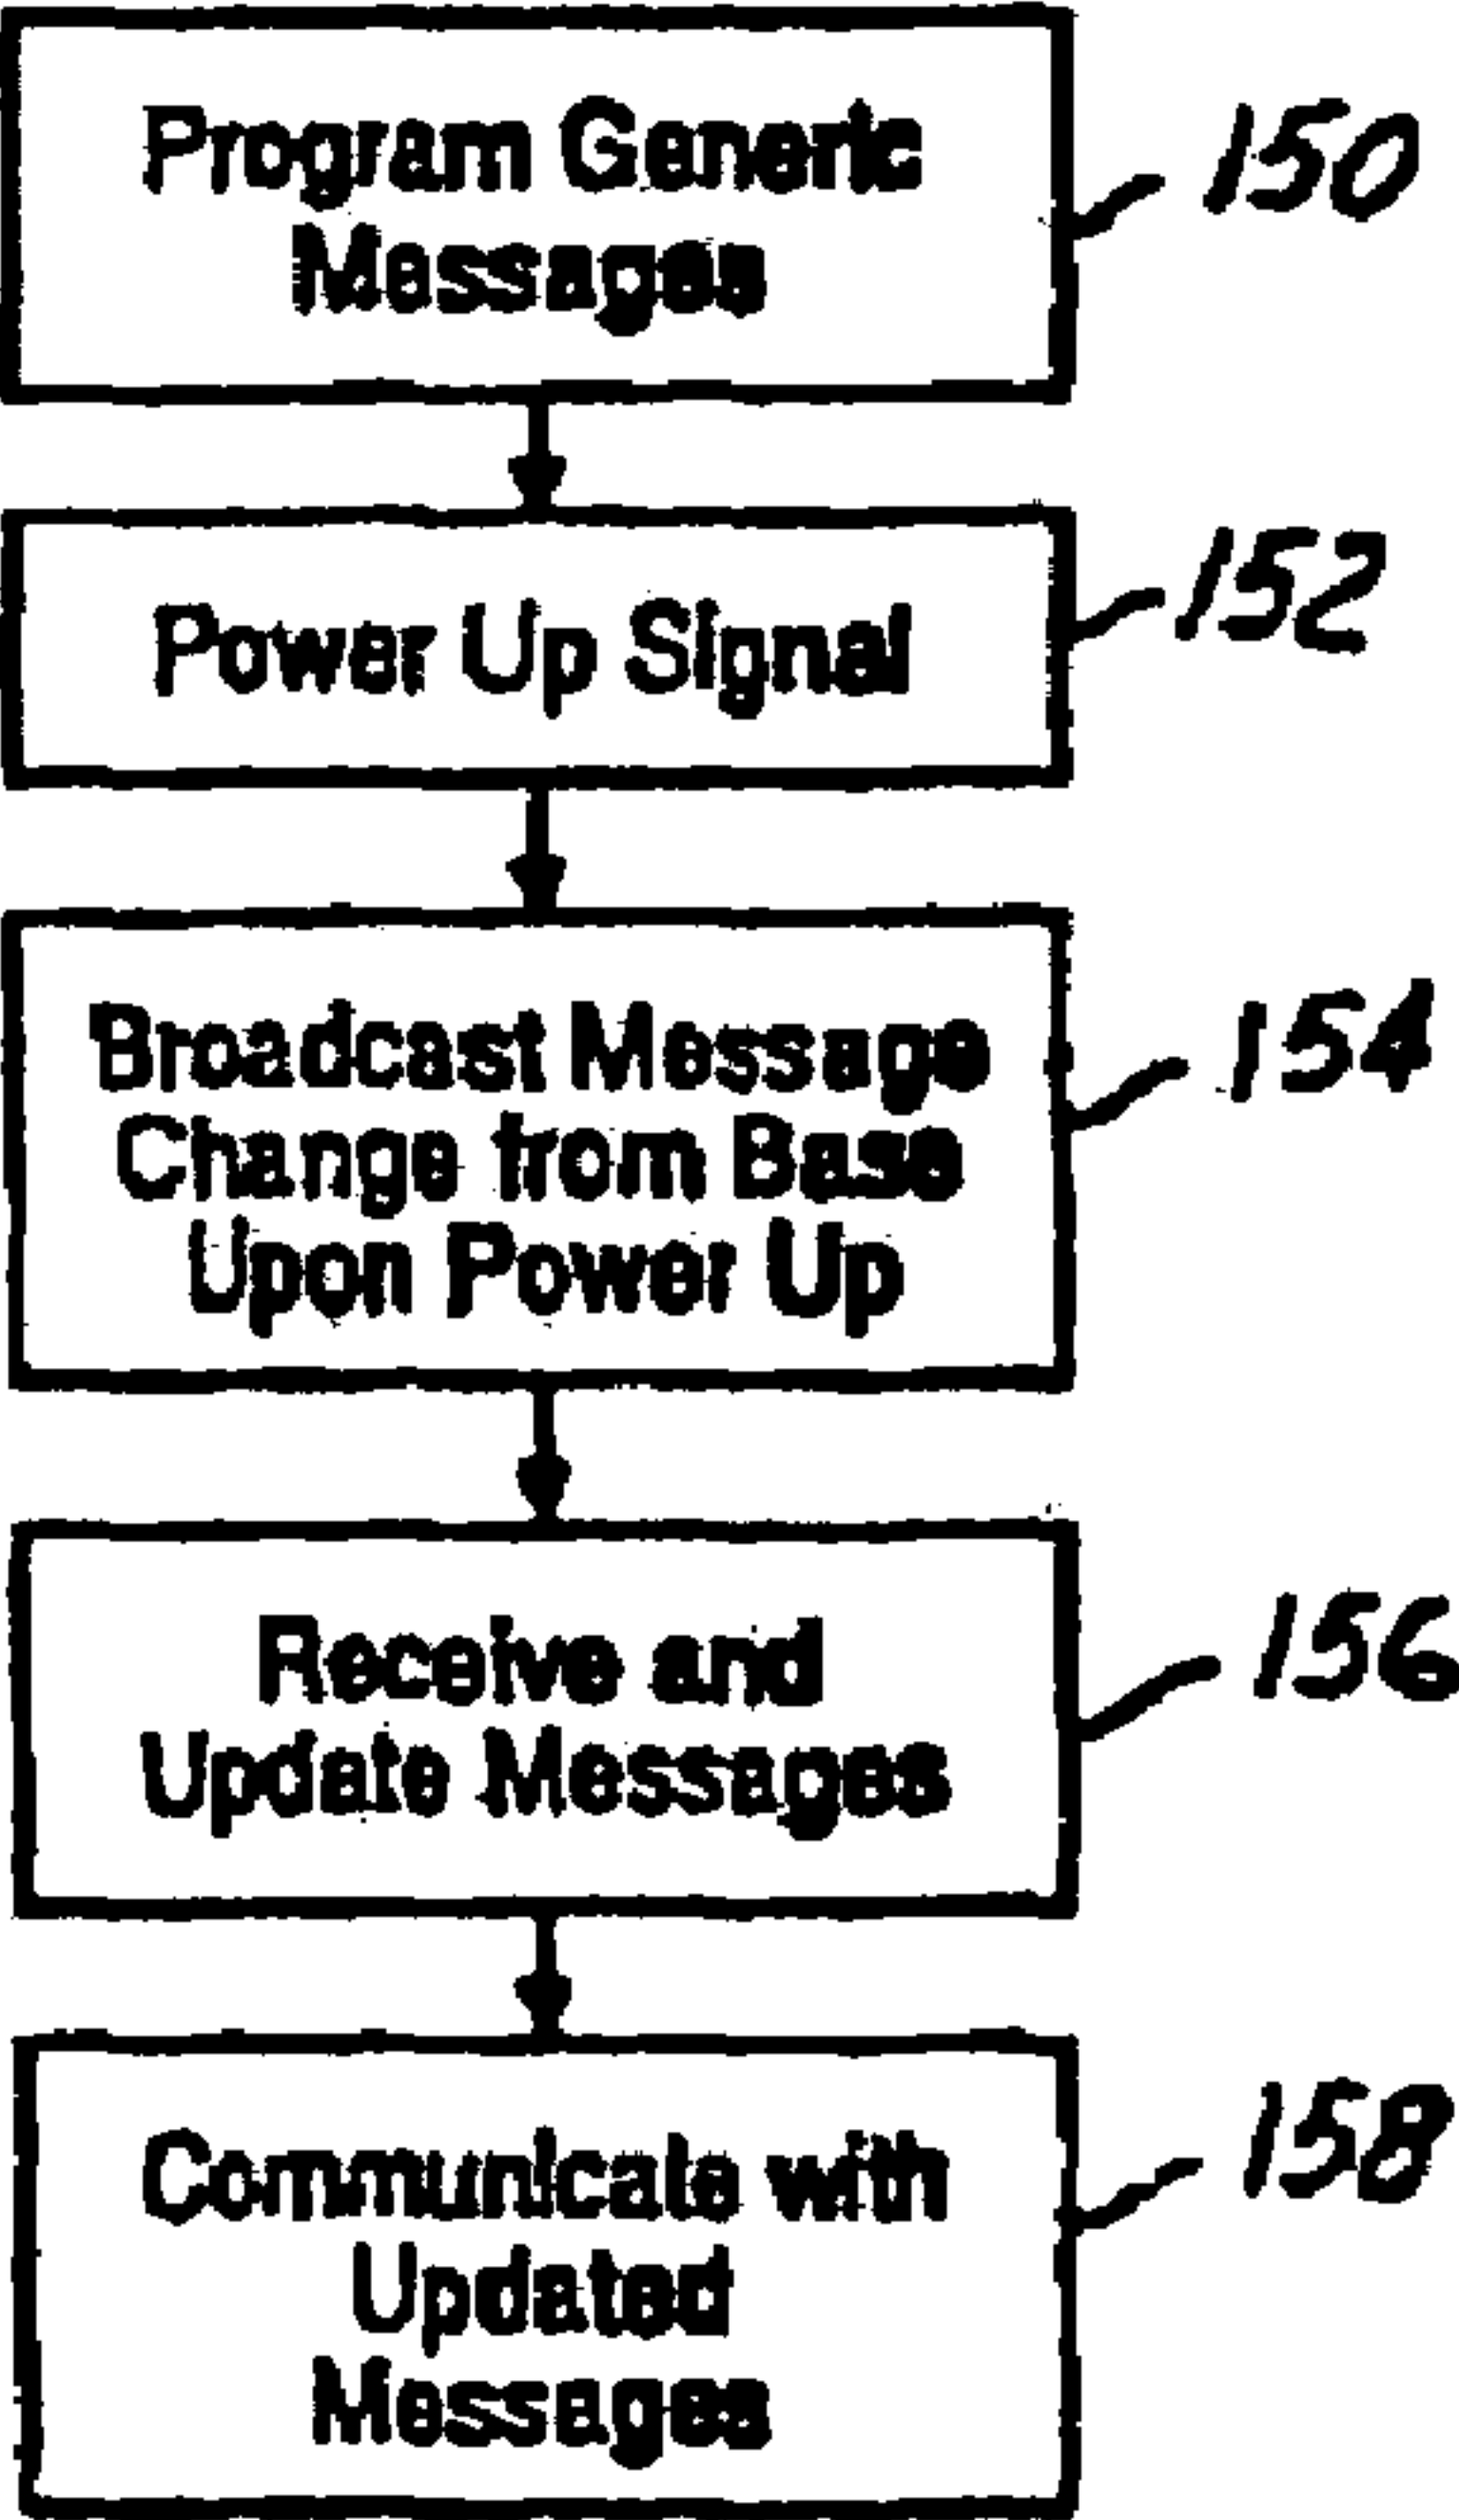 Program Generic
Messages
150
Power Up Signal
152
Broadcast Message
Change from Base
Upon Power Up
154
Receive and
Update Messages
156
Communicate with
Updated
Messages
158